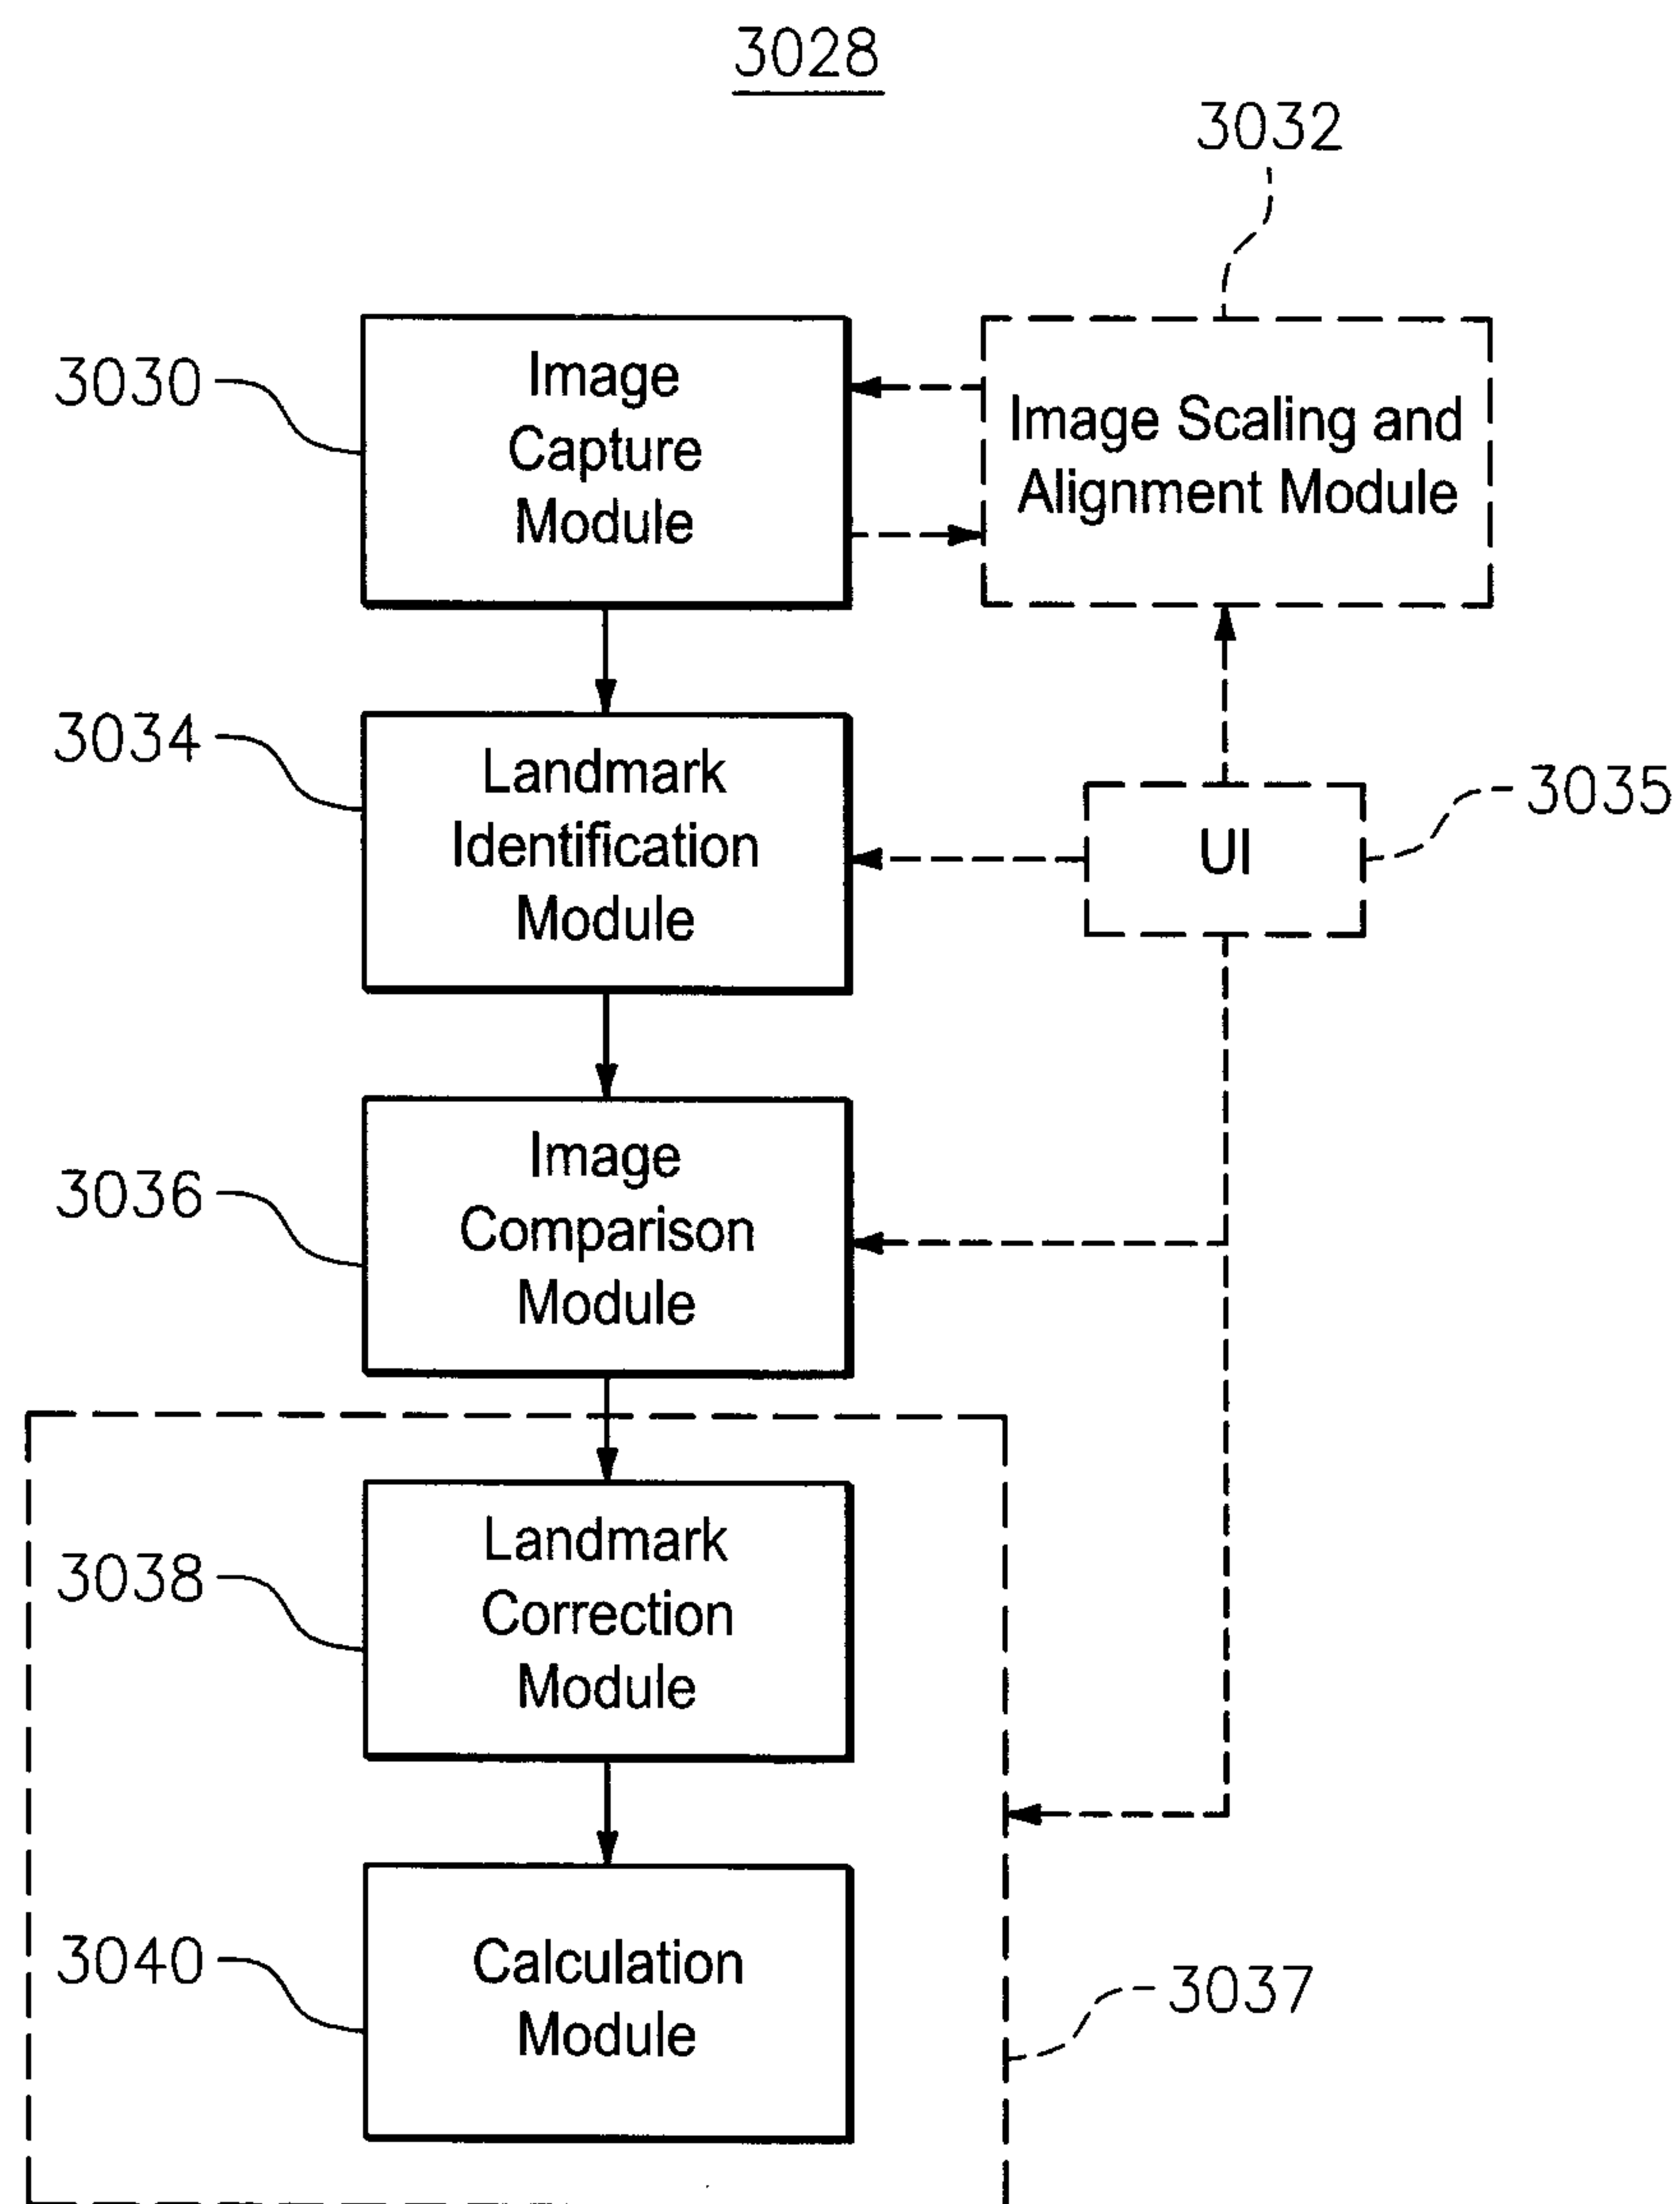 3028
3032
3030
Image
Capture
Module
Image Scaling and
Alignment Module
3034
Landmark
Identification
Module
UI
3035
3036
Image
Comparison
Module
3038
Landmark
Correction
Module
3040
Calculation
Module
3037